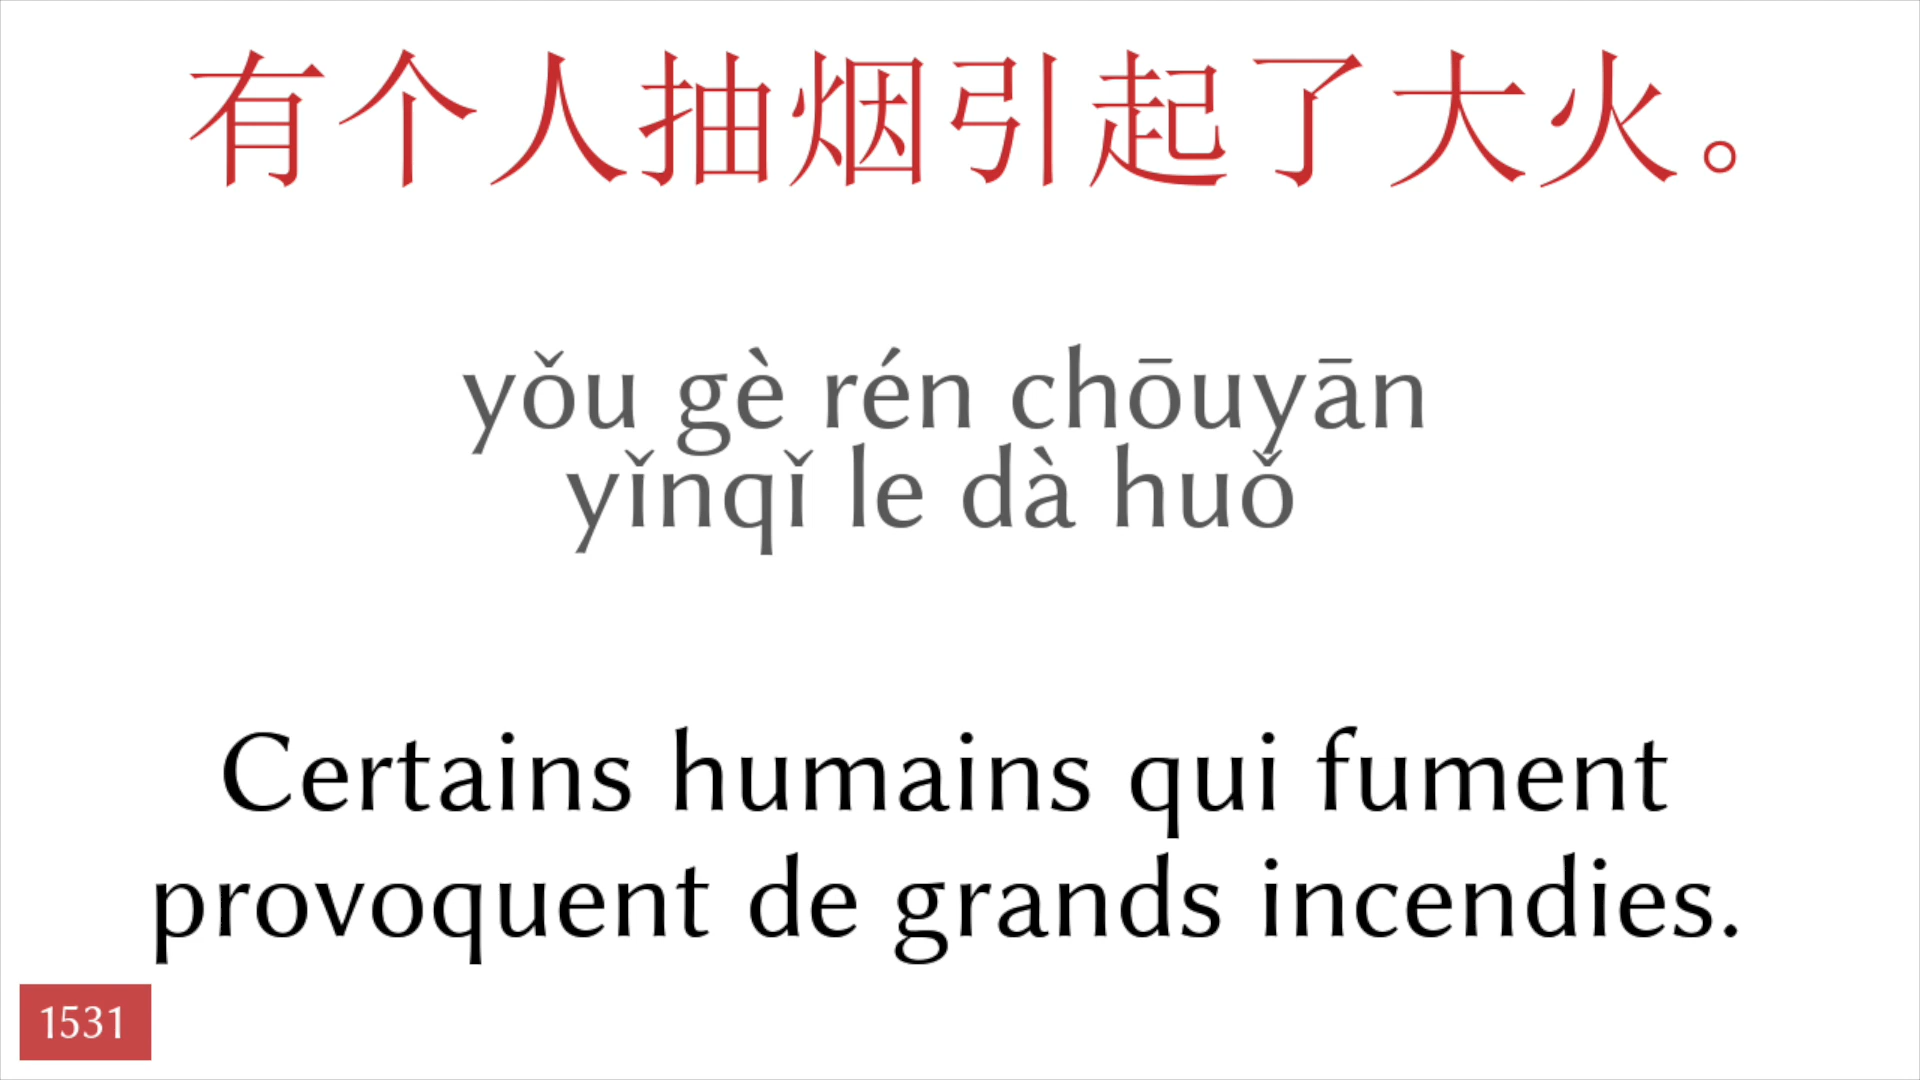 有个人抽烟引起了大火。
yǒu gè rén chōuyān
yǐnqǐ le dà huǒ
Certains humains qui fument
provoquent de grands incendies.
1531